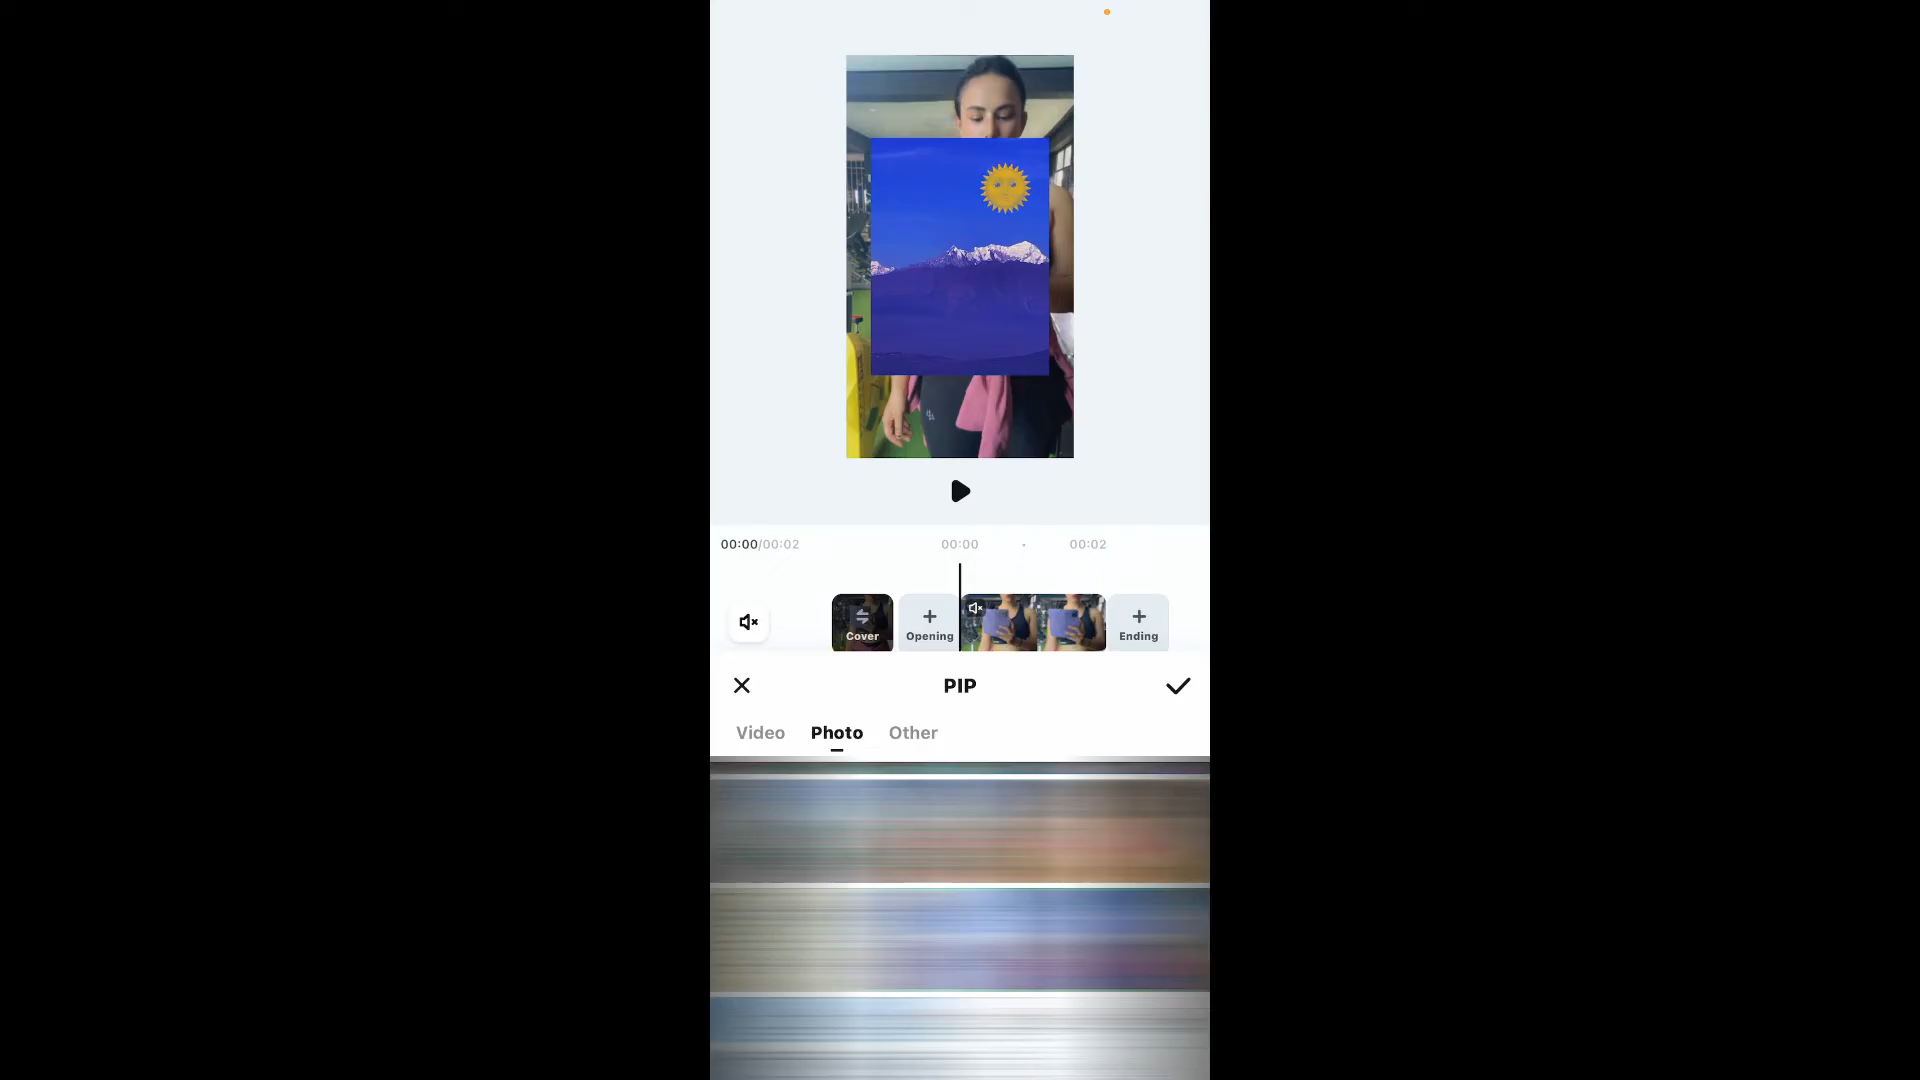 00:00/00:02
00:00
00:02
Cover
Opening
Ending
PIP
Video
Photo
Other